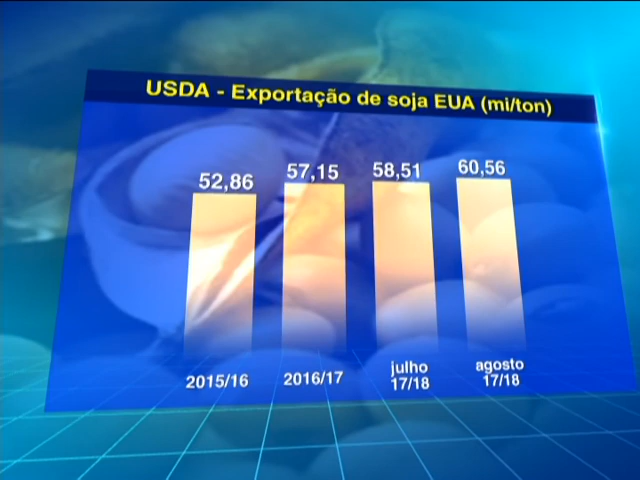 USDA - Exportação de soja EUA (mi/ton)
52,86 57,15 58,51 60,56
2015/16 2016/17 julho 17/18 agosto 17/18